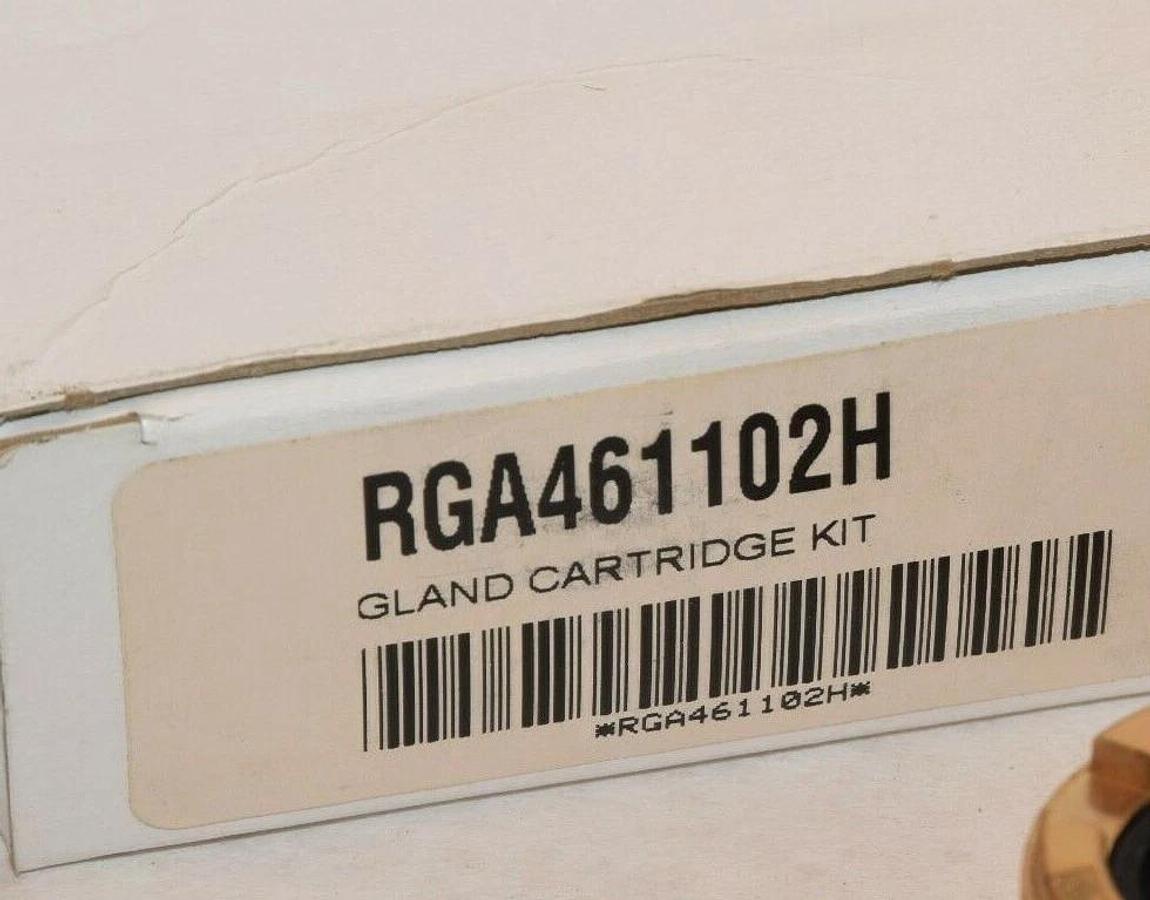 RGA461102H
GLAND CARTRIDGE KIT
*RGA461102H*